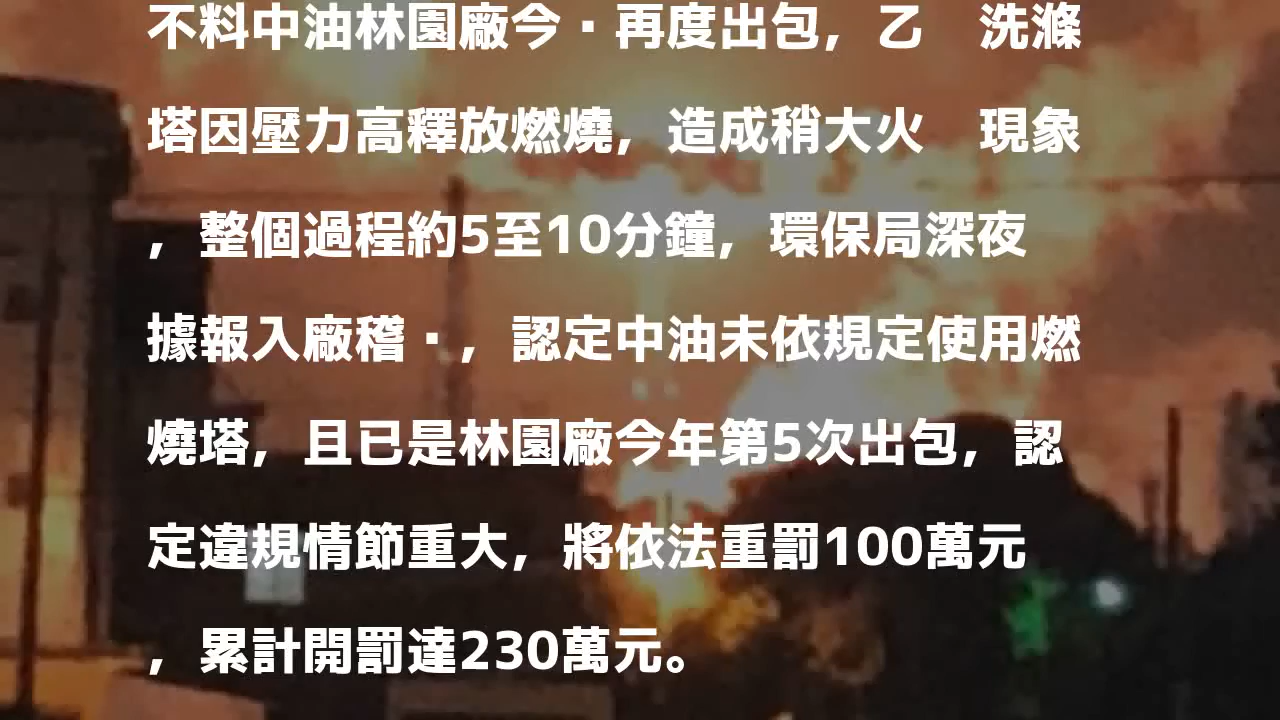 不料中油林園廠今▪再度出包，乙　洗滌
塔因壓力高釋放燃燒，造成稍大火　現象
，整個過程約5至10分鐘，環保局深夜
據報入廠稽▪，認定中油未依規定使用燃
燒塔，且已是林園廠今年第5次出包，認
定違規情節重大，將依法重罰100萬元
，累計開罰達230萬元。